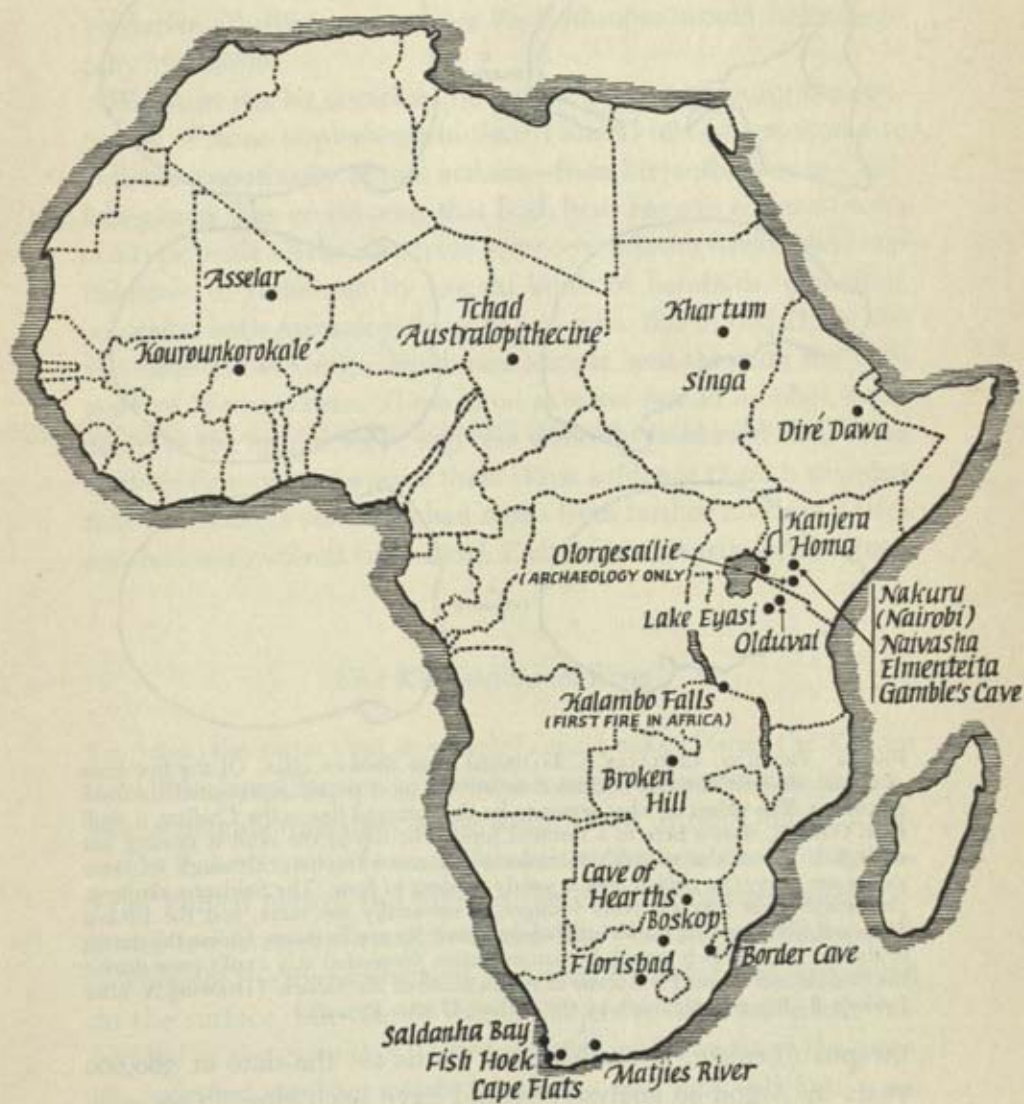 Asselar
Tchad
Australopithecine
Khartum
Kourounkorokalé
Singa
Diré Dawa
Kanjera
Homa
Olorgesailie
(ARCHAEOLOGY ONLY)
Nakuru
(Nairobi)
Naivasha
Elmenteita
Gamble's Cave
Lake Eyasi
Olduvai
Kalambo Falls
(FIRST FIRE IN AFRICA)
Broken
Hill
Cave of
Hearths
Boskop
Border Cave
Florisbad
Saldanha Bay
Fish Hoek
Cape Flats
Matjies River